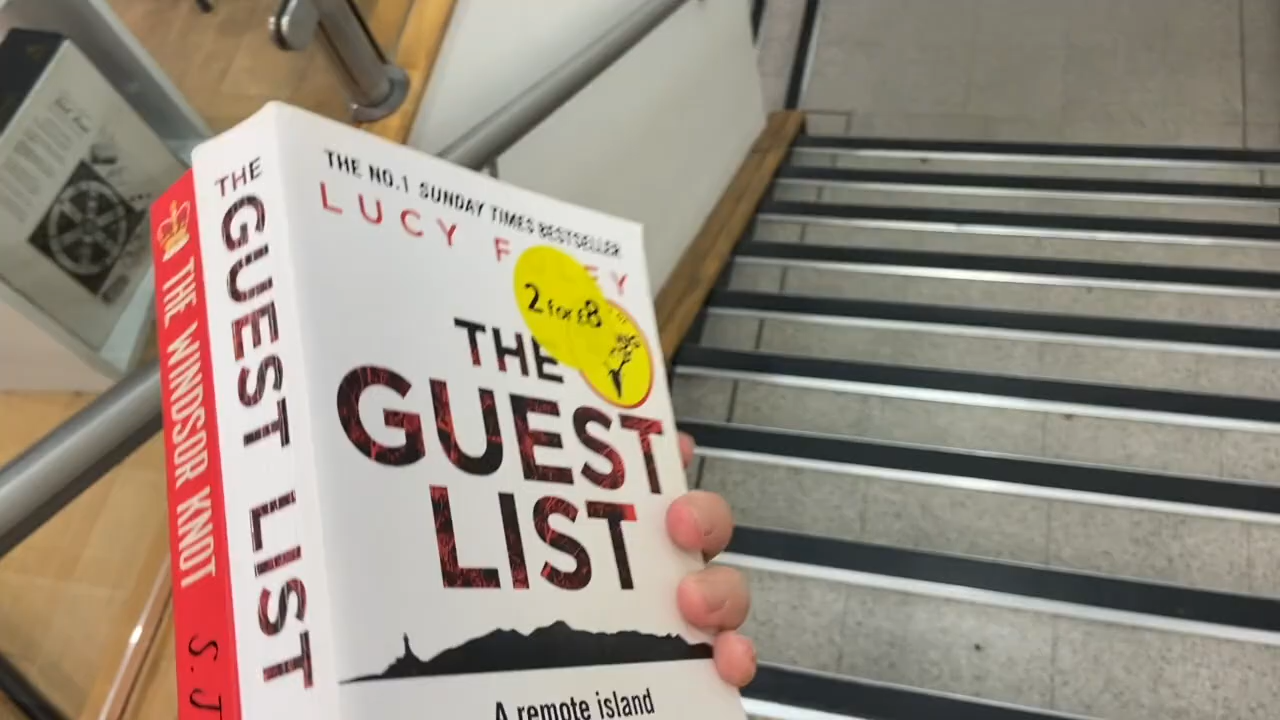 THE NO.1 SUNDAY TIMES BESTSELLER
LUCY F EY
2 for £8
THE
GUEST
LIST
A remote island
THE GUEST LIST
THE WINDSOR KNOT
S. J